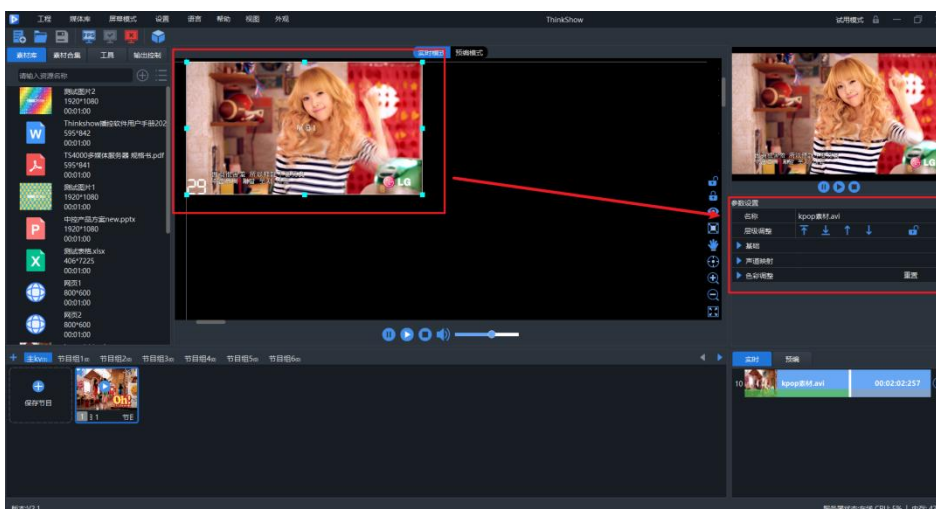 工程 媒体库 屏幕模式 设置 语言 帮助 视图 外观
ThinkShow
试用模式
素材库 素材合集 工具 输出控制
实时模式 预编模式
请输入资源名称
测试图片2
1920*1080
00:01:00
Thinkshow播控软件用户手册202
595*842
00:01:00
TS4000多媒体服务器 规格书.pdf
595*841
00:01:00
测试图片1
1920*1080
00:01:00
中控产品方案new.pptx
1920*1080
00:01:00
测试表格.xlsx
406*7225
00:01:00
网页1
800*600
00:01:00
网页2
800*600
00:01:00
29
LG
参数设置
名称 kpop素材.avi
层级调整
基础
声道映射
色彩调整 重置
主kv 节目组1 节目组2 节目组3 节目组4 节目组5 节目组6
保存节目
Oh!
1 1 节目
实时 预编
10 kpop素材.avi 00:02:02:257